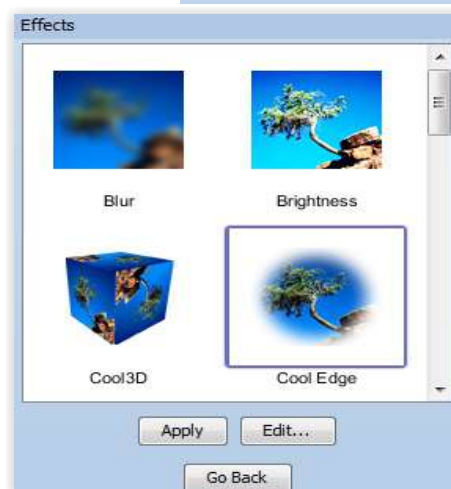 Effects
Blur Brightness
Cool3D Cool Edge
Apply Edit...
Go Back